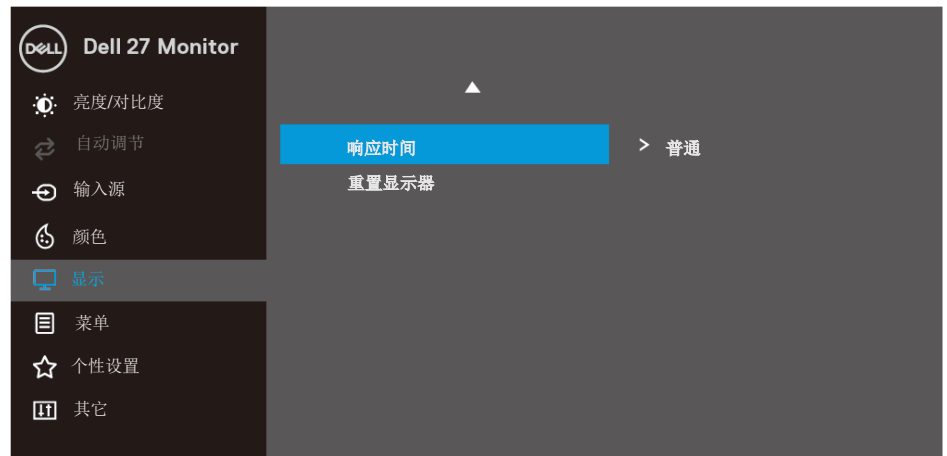 DELL Dell 27 Monitor
亮度/对比度
自动调节
响应时间 > 普通
重置显示器
输入源
颜色
显示
菜单
个性设置
其它